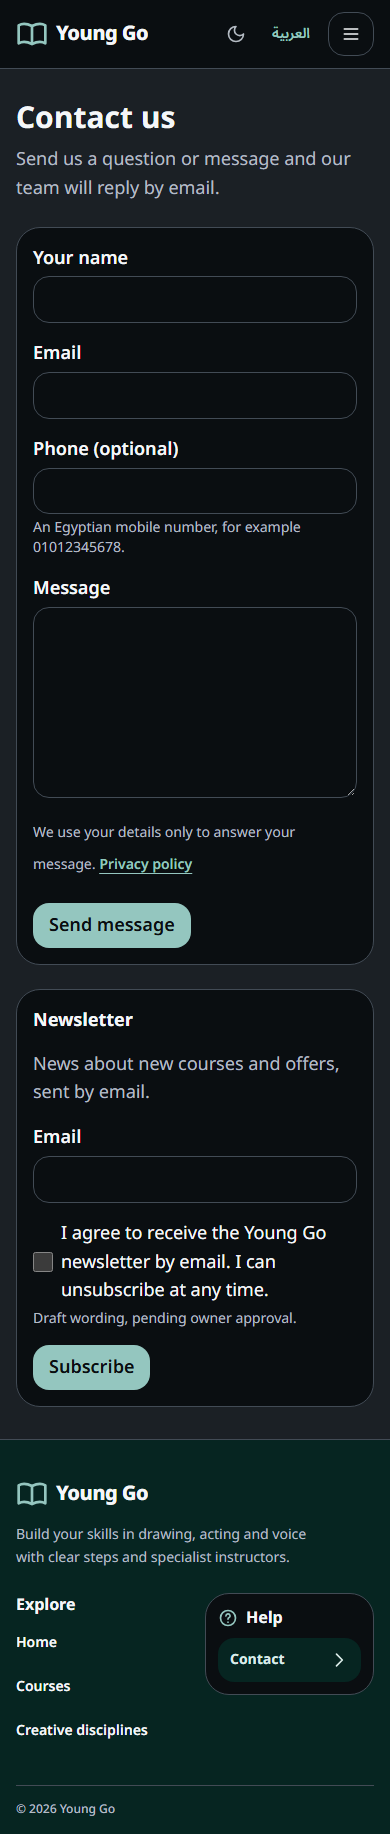 Young Go
العربية
Contact us
Send us a question or message and our
team will reply by email.
Your name
Email
Phone (optional)
An Egyptian mobile number, for example
01012345678.
Message
We use your details only to answer your
message. Privacy policy
Send message
Newsletter
News about new courses and offers,
sent by email.
Email
I agree to receive the Young Go
newsletter by email. I can
unsubscribe at any time.
Draft wording, pending owner approval.
Subscribe
Young Go
Build your skills in drawing, acting and voice
with clear steps and specialist instructors.
Explore
Home
Courses
Creative disciplines
Help
Contact
© 2026 Young Go